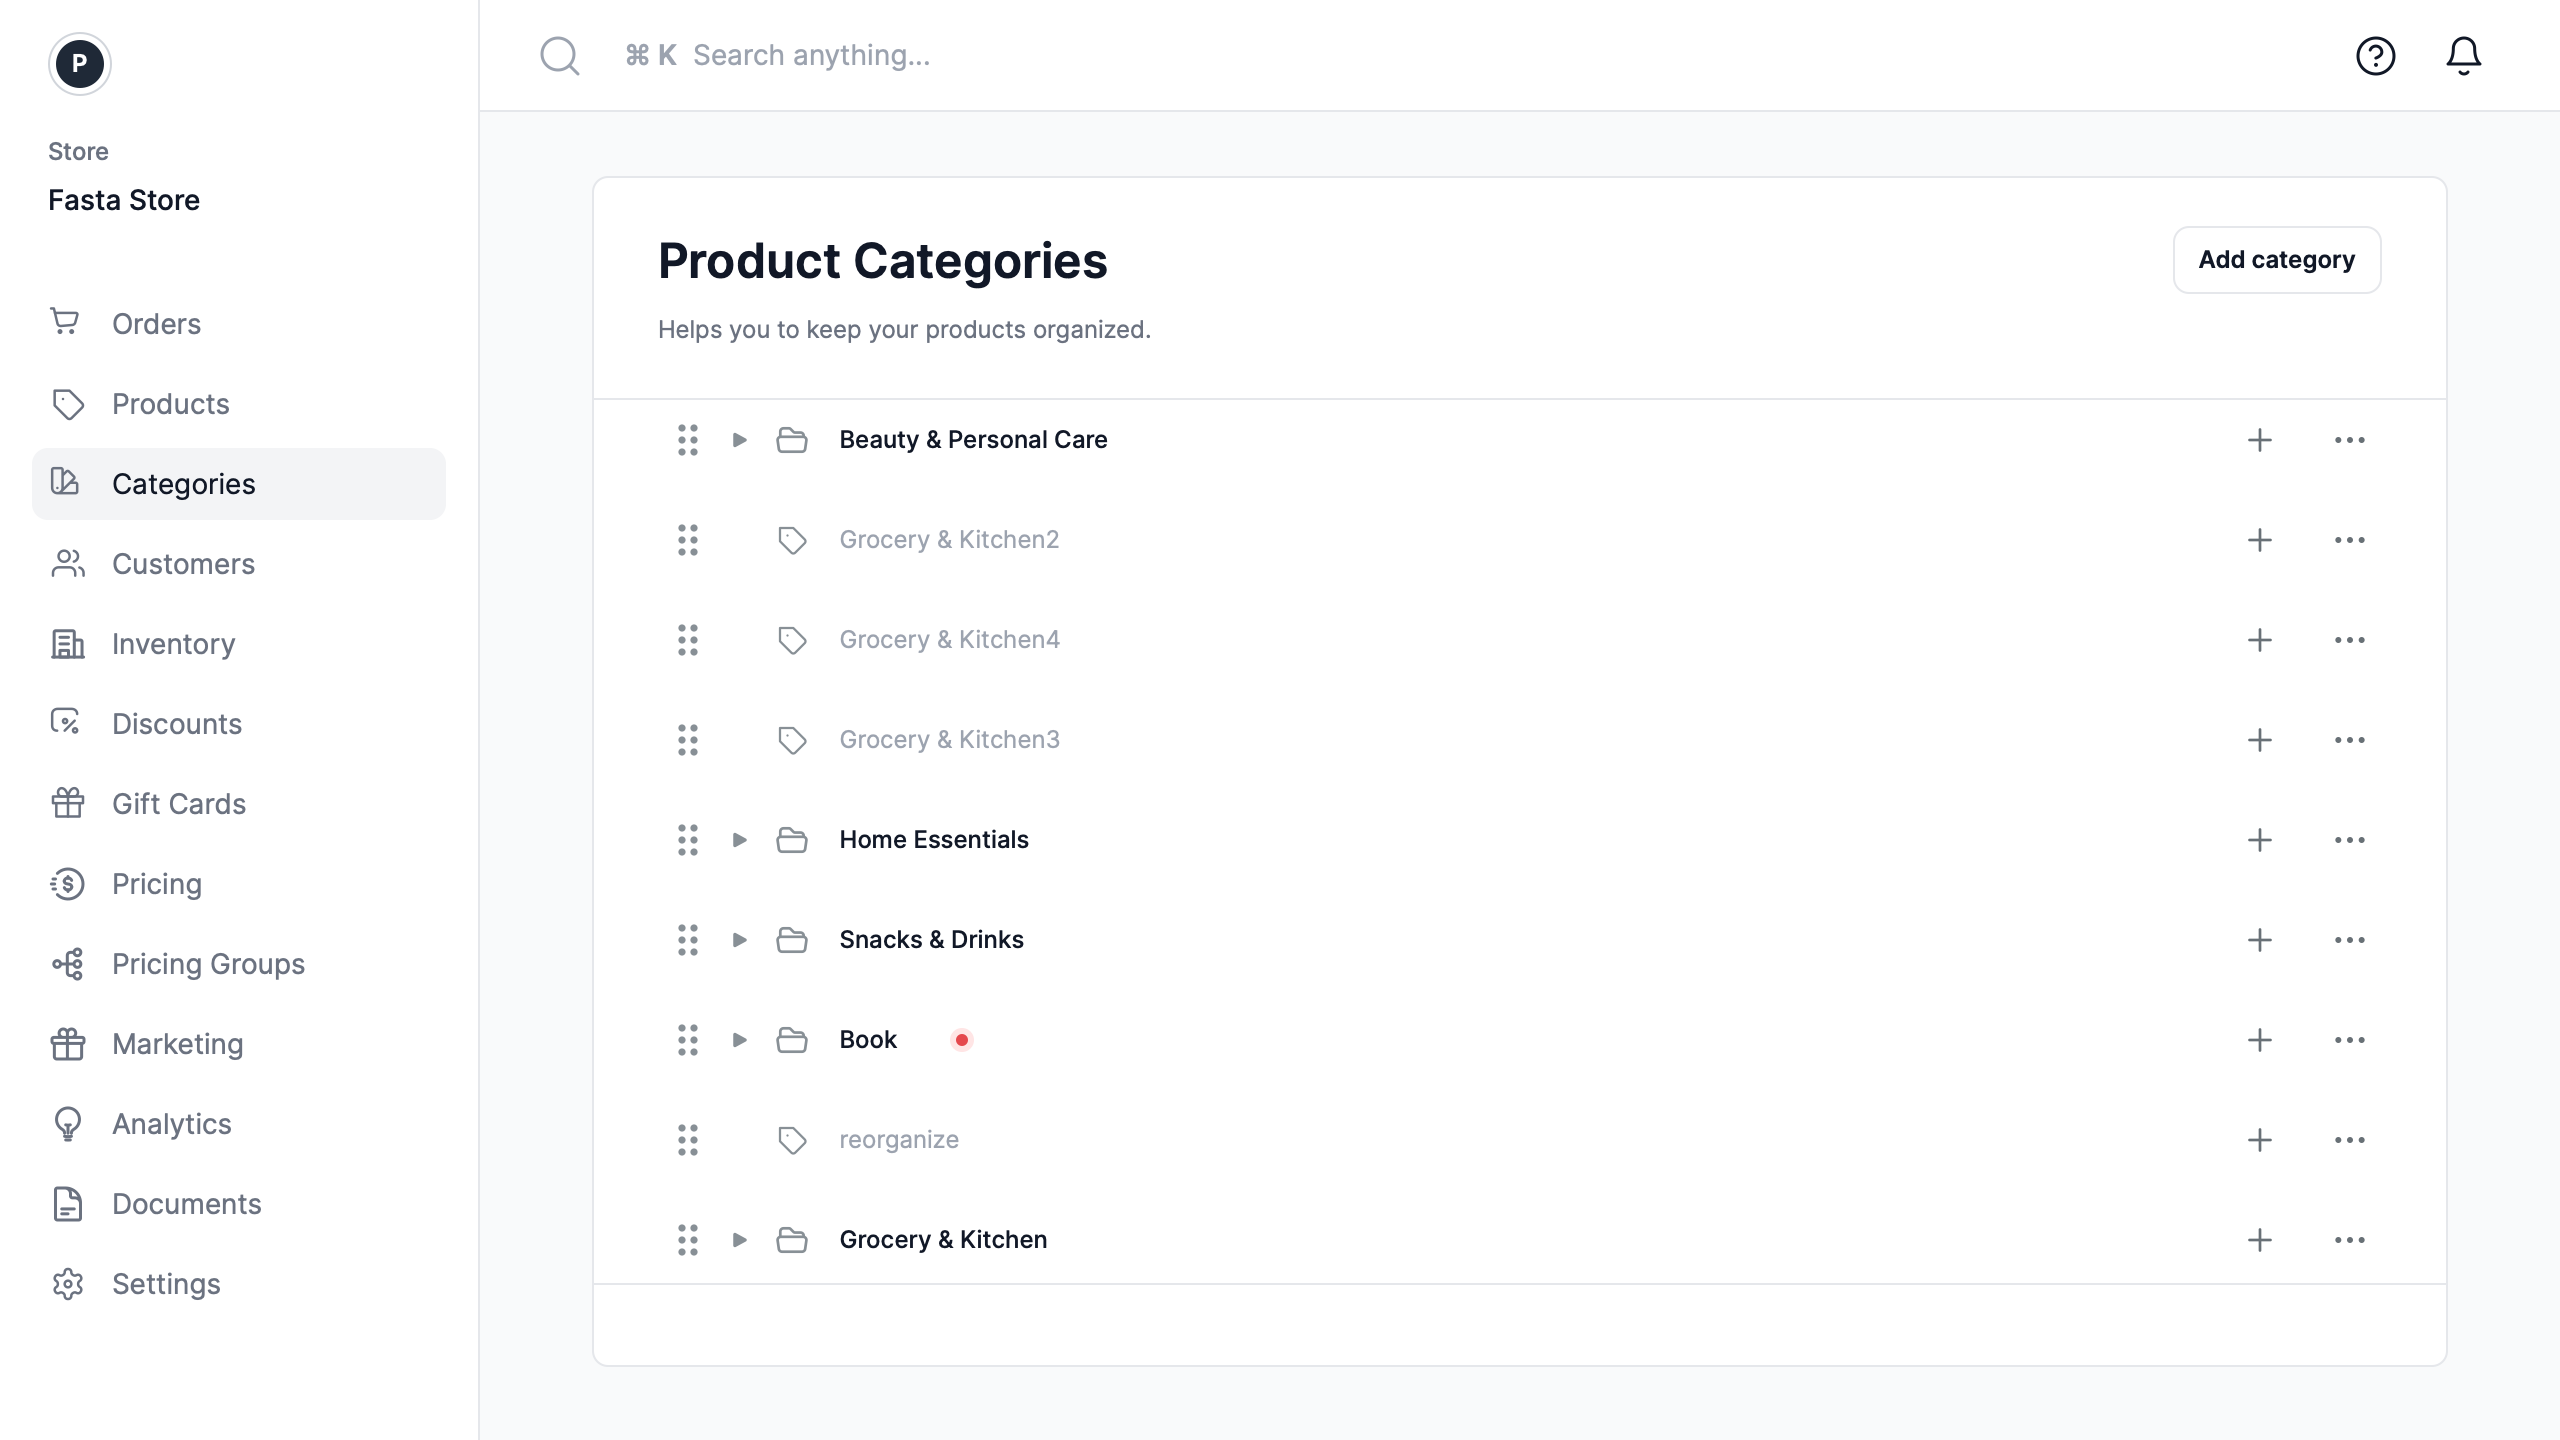 P
Store
Fasta Store
Orders
Products
Categories
Customers
Inventory
Discounts
Gift Cards
Pricing
Pricing Groups
Marketing
Analytics
Documents
Settings
⌘ K Search anything...
Product Categories
Add category
Helps you to keep your products organized.
Beauty & Personal Care
Grocery & Kitchen2
Grocery & Kitchen4
Grocery & Kitchen3
Home Essentials
Snacks & Drinks
Book
reorganize
Grocery & Kitchen